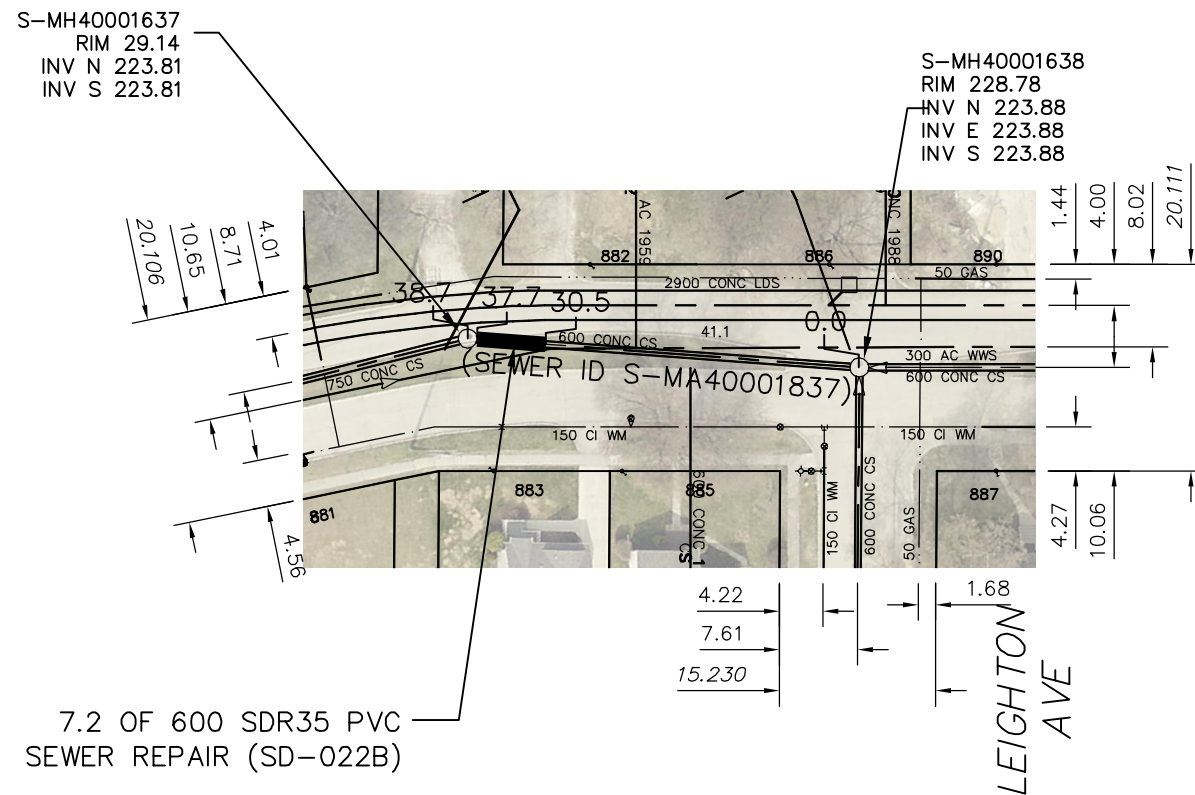 S-MH40001637
RIM 29.14
INV N 223.81
INV S 223.81
S-MH40001638
RIM 228.78
INV N 223.88
INV E 223.88
INV S 223.88
20.106
10.65
8.71
4.01
1.44
4.00
8.02
20.111
AC 1959
882
886
890
50 GAS
2900 CONC LDS
38.7
37.7
30.5
0.0
41.1
600 CONC CS
300 AC WWS
600 CONC CS
750 CONC CS
(SEWER ID S-MA40001837)
150 CI WM
150 CI WM
883
885
887
881
150 CI WM
600 CONC CS
50 GAS
4.56
4.27
10.06
4.22
7.61
15.230
1.68
LEIGHTON
AVE
7.2 OF 600 SDR35 PVC
SEWER REPAIR (SD-022B)